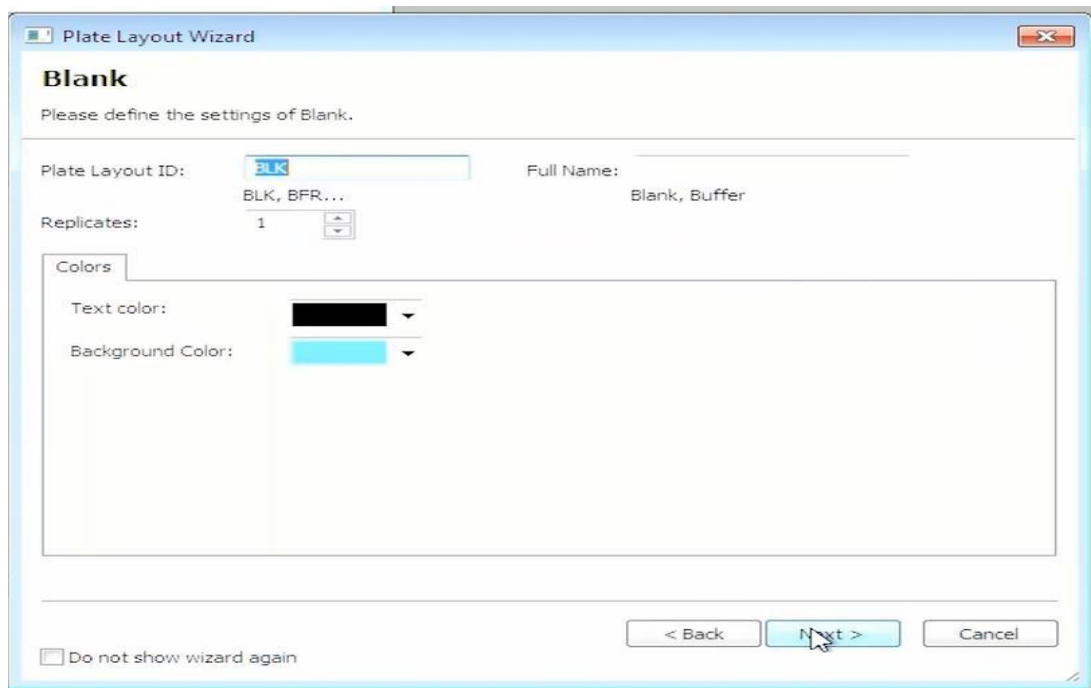 Plate Layout Wizard
Blank
Please define the settings of Blank.
Plate Layout ID: BLK Full Name:
BLK, BFR... Blank, Buffer
Replicates: 1
Colors
Text color:
Background Color:
< Back Next > Cancel
Do not show wizard again